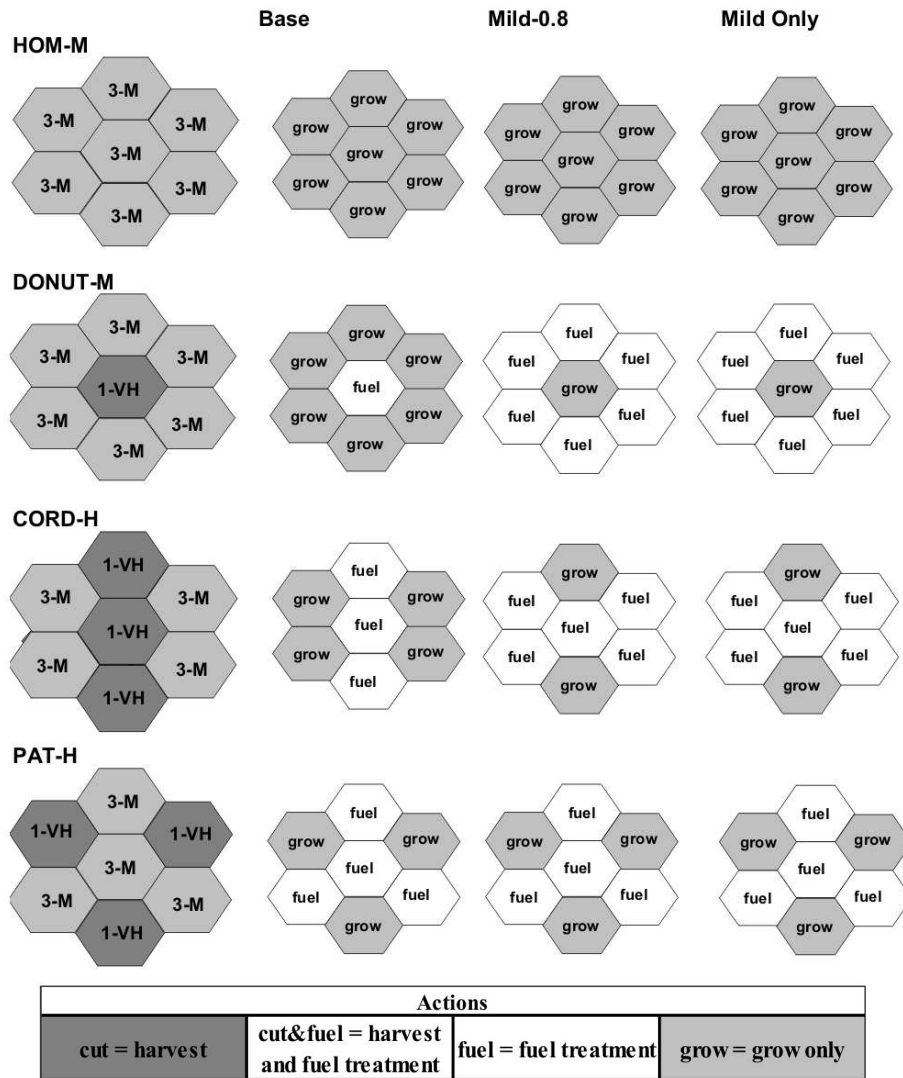 Base Mild-0.8 Mild Only
HOM-M
3-M
3-M 3-M
3-M
3-M 3-M
3-M
grow
grow grow
grow
grow grow
grow
grow
grow grow
grow
grow grow
grow
grow
grow grow
grow
grow grow
grow
DONUT-M
3-M
3-M 3-M
1-VH
3-M 3-M
3-M
grow
grow grow
fuel
grow grow
grow
fuel
fuel fuel
grow
fuel fuel
fuel
fuel
fuel fuel
grow
fuel fuel
fuel
CORD-H
1-VH
3-M 3-M
1-VH
3-M 3-M
1-VH
fuel
grow grow
fuel
grow grow
fuel
grow
fuel fuel
fuel
fuel fuel
grow
grow
fuel fuel
fuel
fuel fuel
grow
PAT-H
3-M
1-VH 1-VH
3-M
3-M 3-M
1-VH
fuel
grow grow
fuel
fuel fuel
grow
fuel
grow grow
fuel
fuel fuel
grow
fuel
grow grow
fuel
fuel fuel
grow
Actions
cut = harvest
cut&fuel = harvest
and fuel treatment
fuel = fuel treatment
grow = grow only